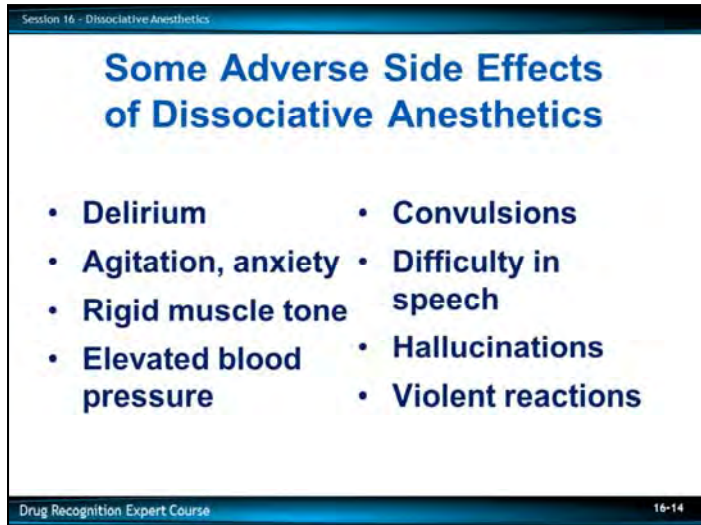 Session 16 - Dissociative Anesthetics
Some Adverse Side Effects
of Dissociative Anesthetics
• Delirium
• Agitation, anxiety
• Rigid muscle tone
• Elevated blood
pressure
• Convulsions
• Difficulty in
speech
• Hallucinations
• Violent reactions
Drug Recognition Expert Course
16-14